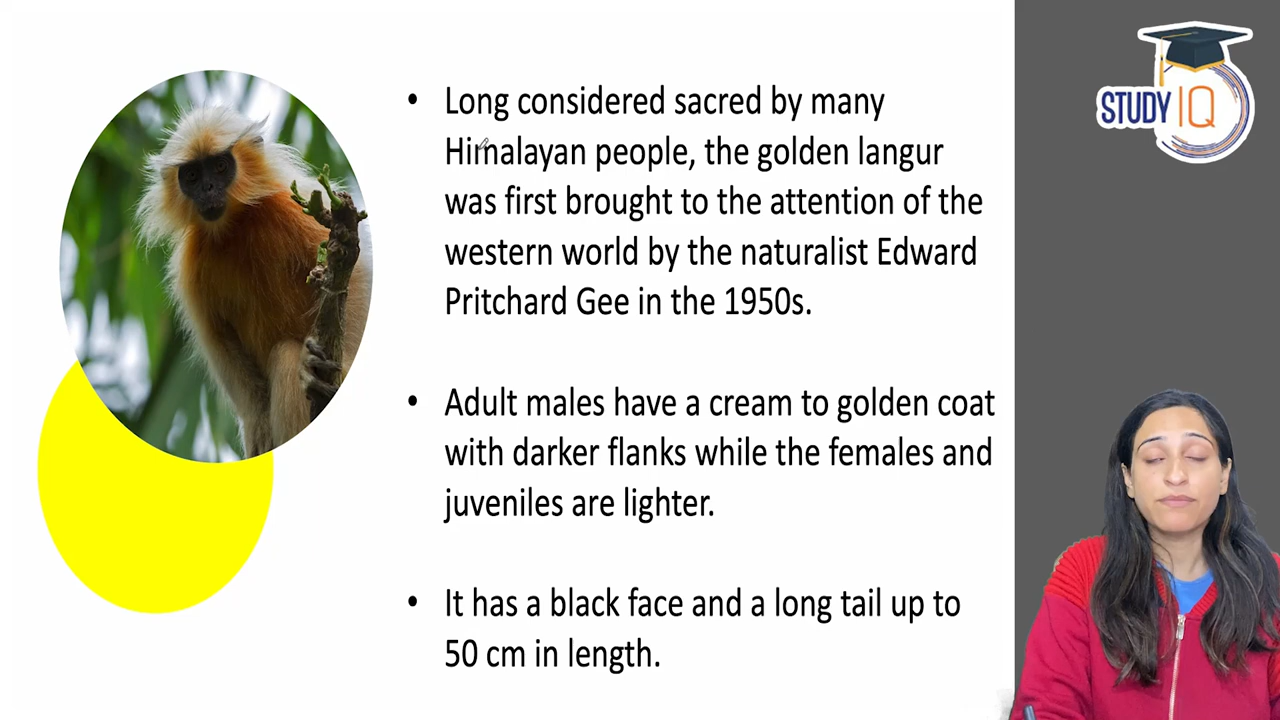 Long considered sacred by many
Himalayan people, the golden langur
was first brought to the attention of the
western world by the naturalist Edward
Pritchard Gee in the 1950s.
Adult males have a cream to golden coat
with darker flanks while the females and
juveniles are lighter.
It has a black face and a long tail up to
50 cm in length.
STUDY IQ